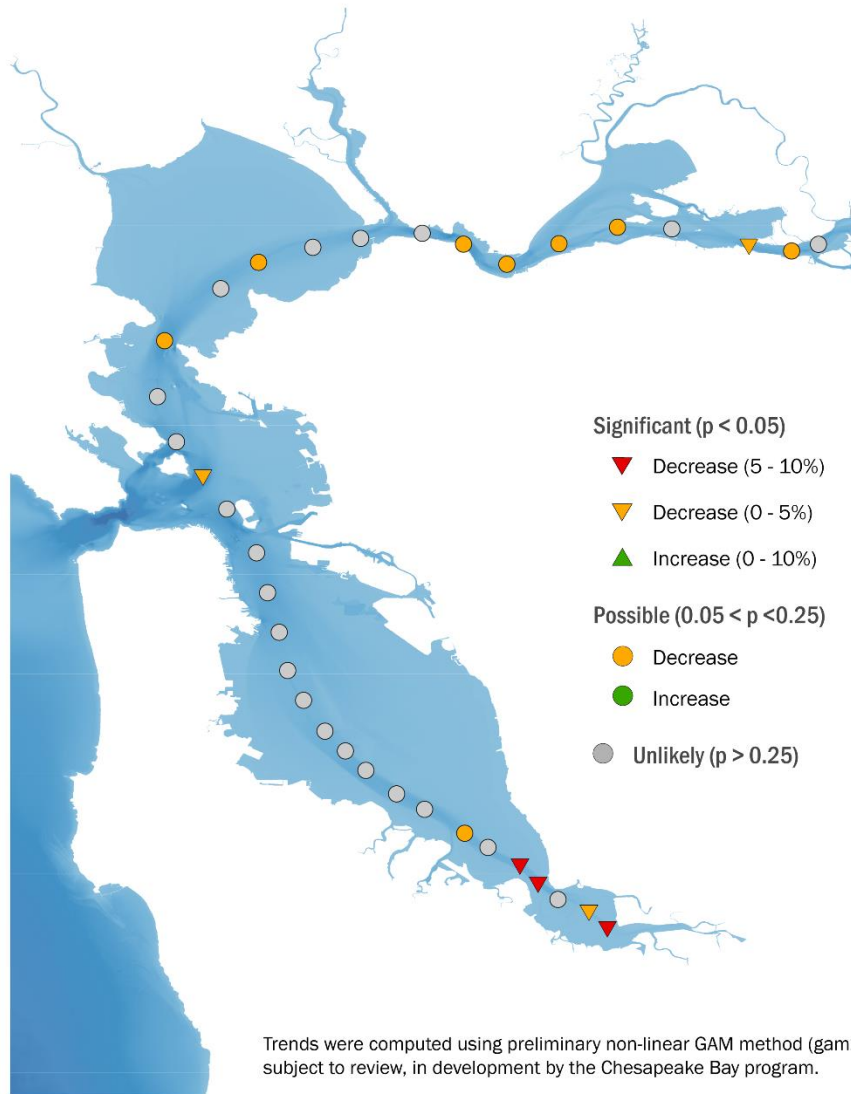 Significant (p < 0.05)
Decrease (5 - 10%)
Decrease (0 - 5%)
Increase (0 - 10%)
Possible (0.05 < p <0.25)
Decrease
Increase
Unlikely (p > 0.25)
Trends were computed using preliminary non-linear GAM method (gam
subject to review, in development by the Chesapeake Bay program.